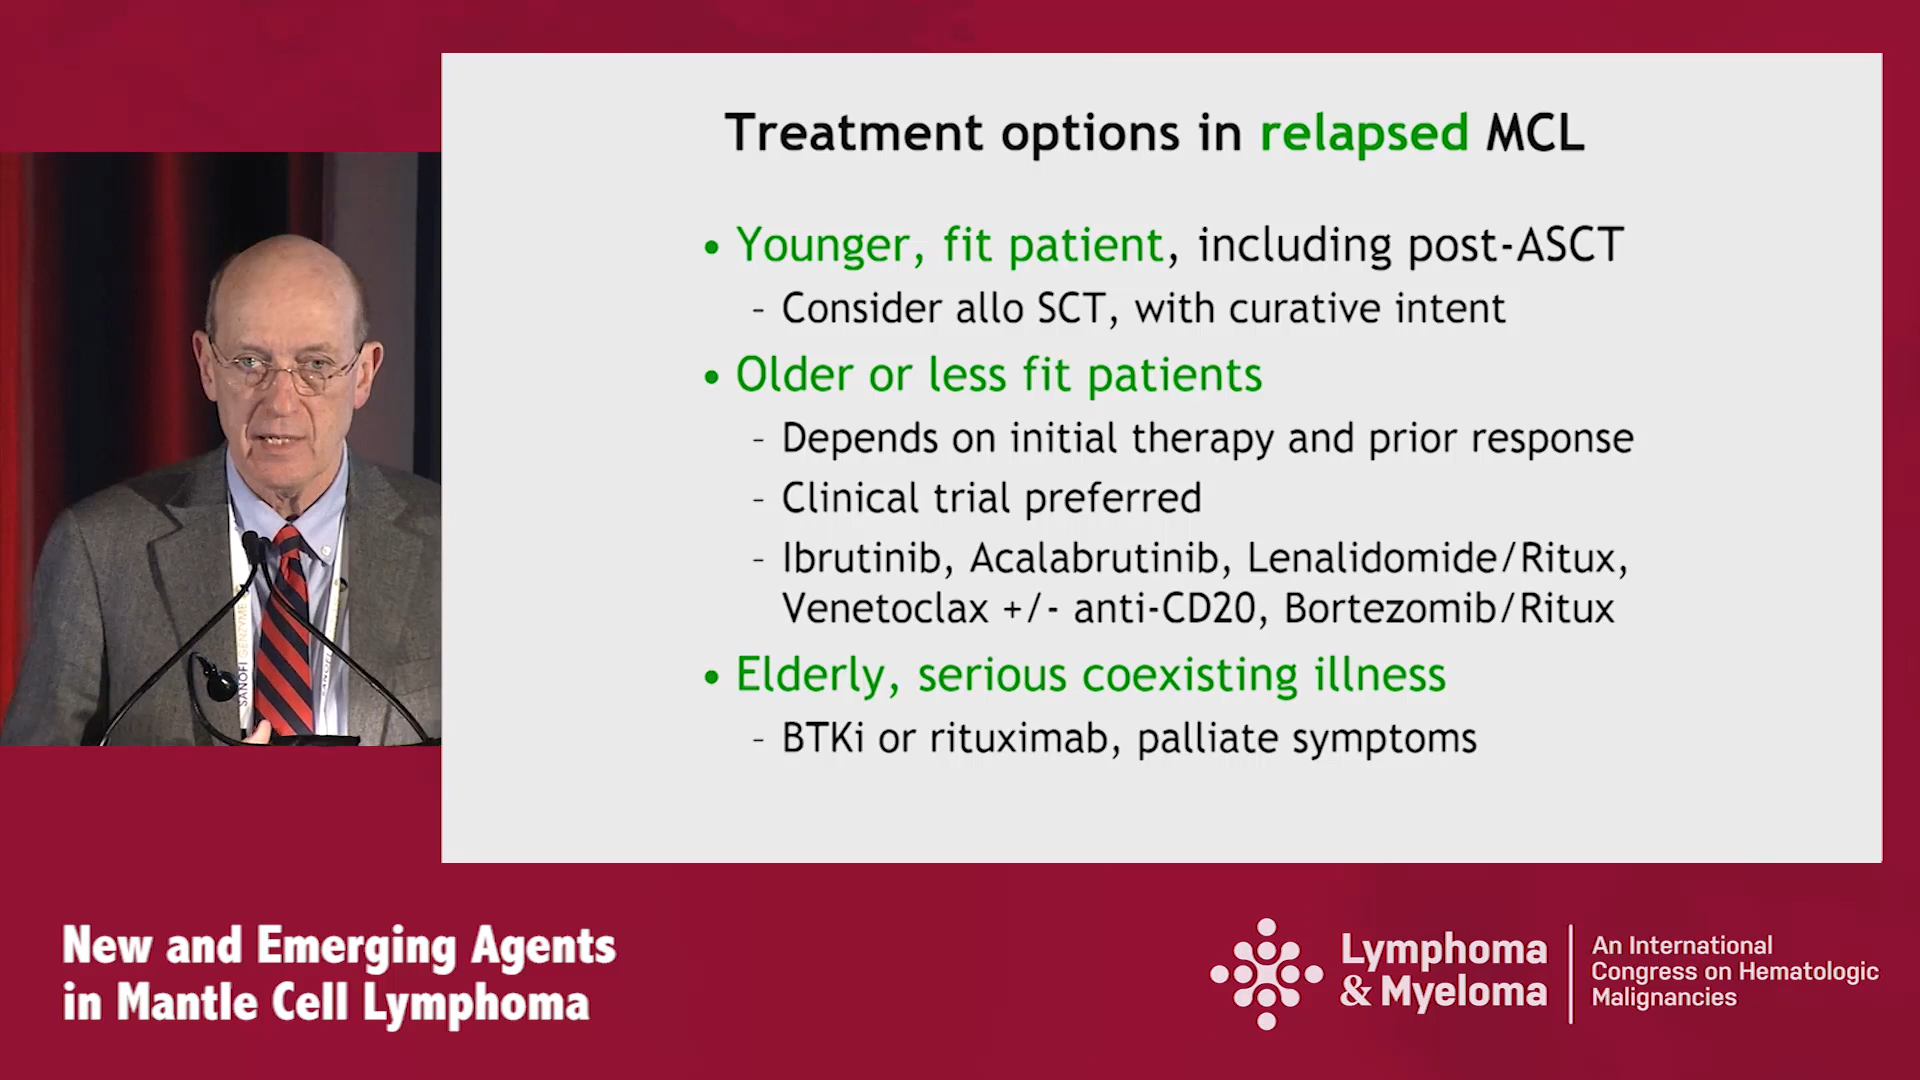 Treatment options in relapsed MCL
• Younger, fit patient, including post-ASCT
– Consider allo SCT, with curative intent
• Older or less fit patients
– Depends on initial therapy and prior response
– Clinical trial preferred
– Ibrutinib, Acalabrutinib, Lenalidomide/Ritux,
Venetoclax +/- anti-CD20, Bortezomib/Ritux
• Elderly, serious coexisting illness
– BTKi or rituximab, palliate symptoms
SANOFI GENZYME
New and Emerging Agents
in Mantle Cell Lymphoma
Lymphoma
& Myeloma
An International
Congress on Hematologic
Malignancies